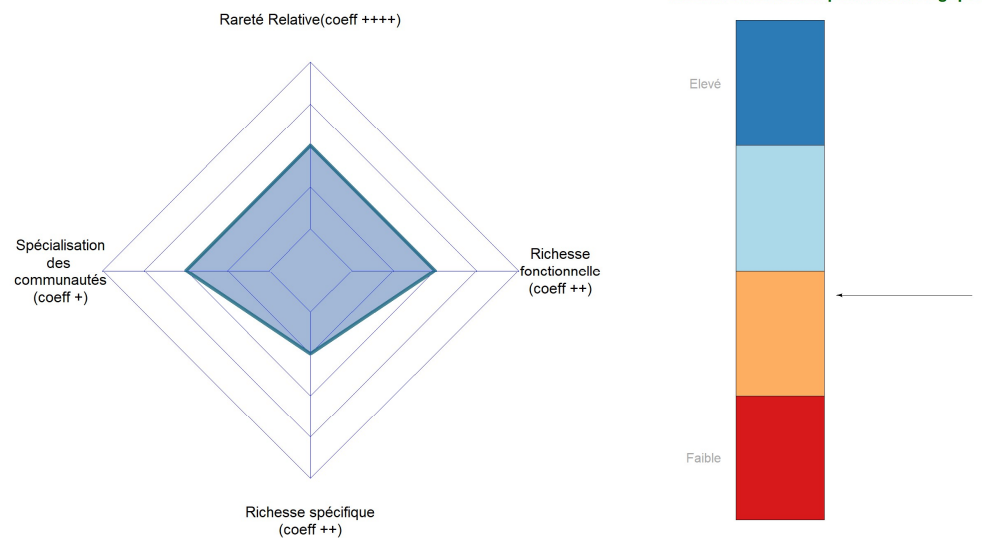 Rareté Relative(coeff ++++)
Elevé
Spécialisation
des
communautés
(coeff +)
Richesse
fonctionnelle
(coeff ++)
Faible
Richesse spécifique
(coeff ++)